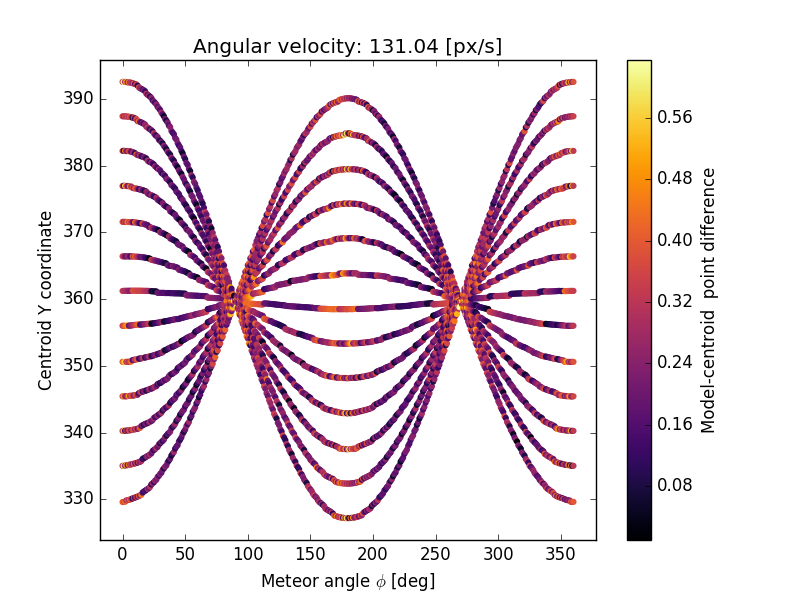 Angular velocity: 131.04 [px/s]
Centroid Y coordinate
390
380
370
360
350
340
330
0 50 100 150 200 250 300 350
Meteor angle ϕ [deg]
0.56
0.48
0.40
0.32
0.24
0.16
0.08
Model-centroid point difference